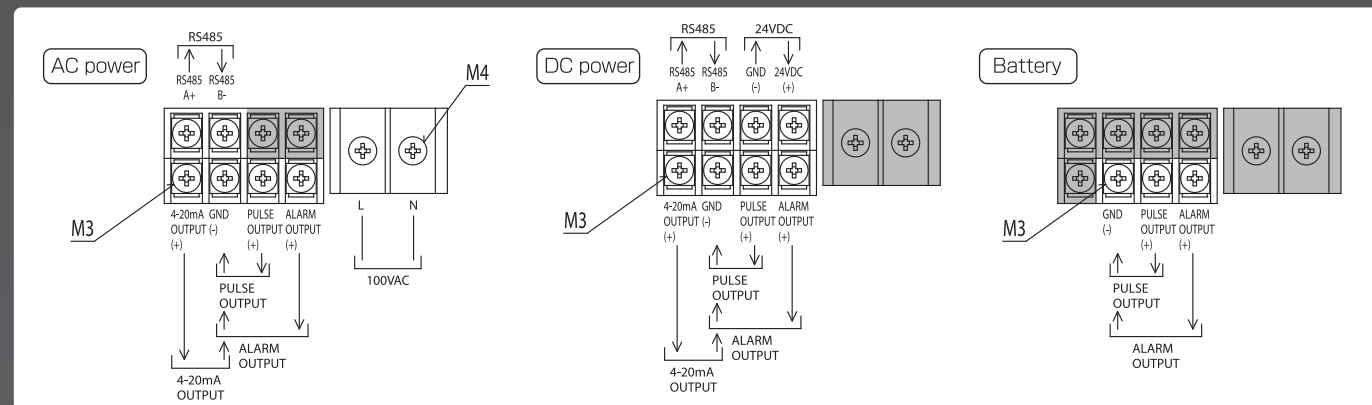 AC power
RS485
RS485 RS485
A+ B-
M4
M3
4-20mA GND PULSE ALARM
OUTPUT (-) OUTPUT OUTPUT
(+) (+) (+)
L N
100VAC
PULSE
OUTPUT
ALARM
OUTPUT
4-20mA
OUTPUT
DC power
RS485 24VDC
RS485 RS485 GND 24VDC
A+ B- (-) (+)
M3
4-20mA GND PULSE ALARM
OUTPUT (-) OUTPUT OUTPUT
(+) (+) (+)
PULSE
OUTPUT
ALARM
OUTPUT
4-20mA
OUTPUT
Battery
M3
GND PULSE ALARM
(-) OUTPUT OUTPUT
(+) (+)
PULSE
OUTPUT
ALARM
OUTPUT